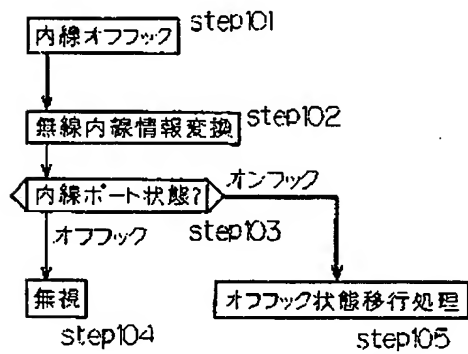 内線オフフック
step101
無線内線情報変換
step102
内線ポート状態?
オンフック
オフフック
step103
無視
オフフック状態移行処理
step104
step105